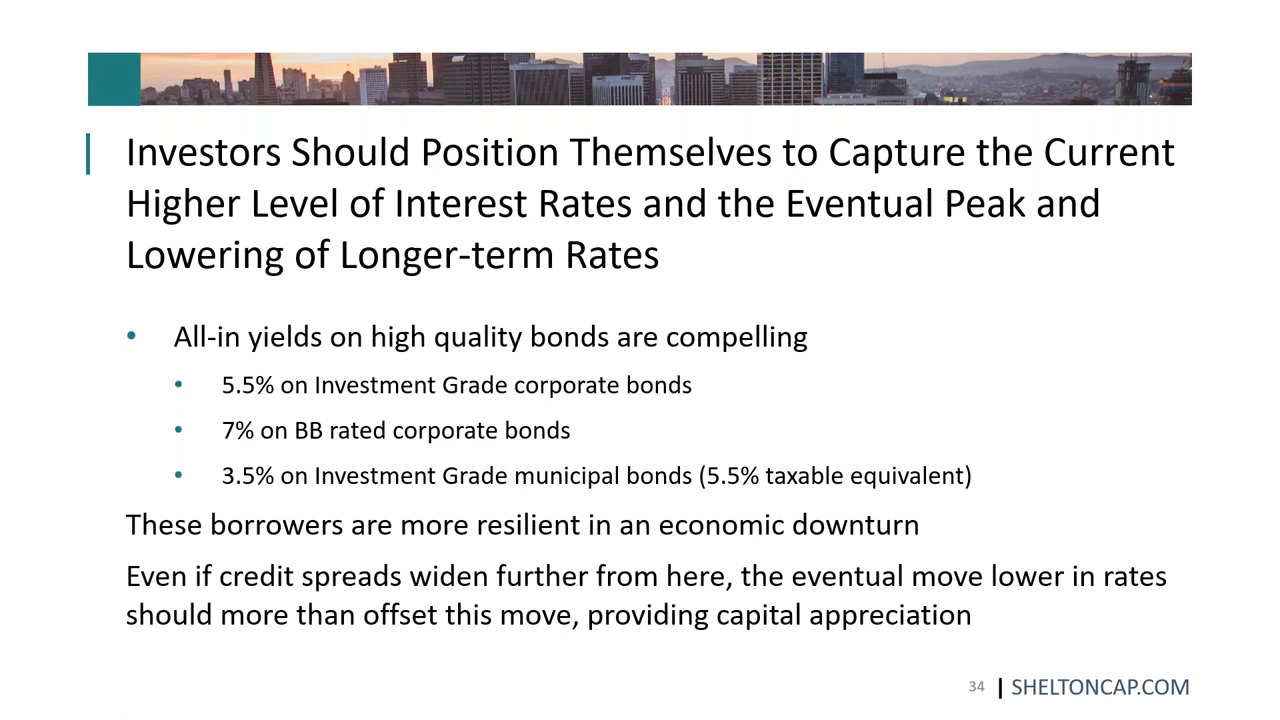 Investors Should Position Themselves to Capture the Current
Higher Level of Interest Rates and the Eventual Peak and
Lowering of Longer-term Rates
• All-in yields on high quality bonds are compelling
• 5.5% on Investment Grade corporate bonds
• 7% on BB rated corporate bonds
• 3.5% on Investment Grade municipal bonds (5.5% taxable equivalent)
These borrowers are more resilient in an economic downturn
Even if credit spreads widen further from here, the eventual move lower in rates
should more than offset this move, providing capital appreciation
34 | SHELTONCAP.COM